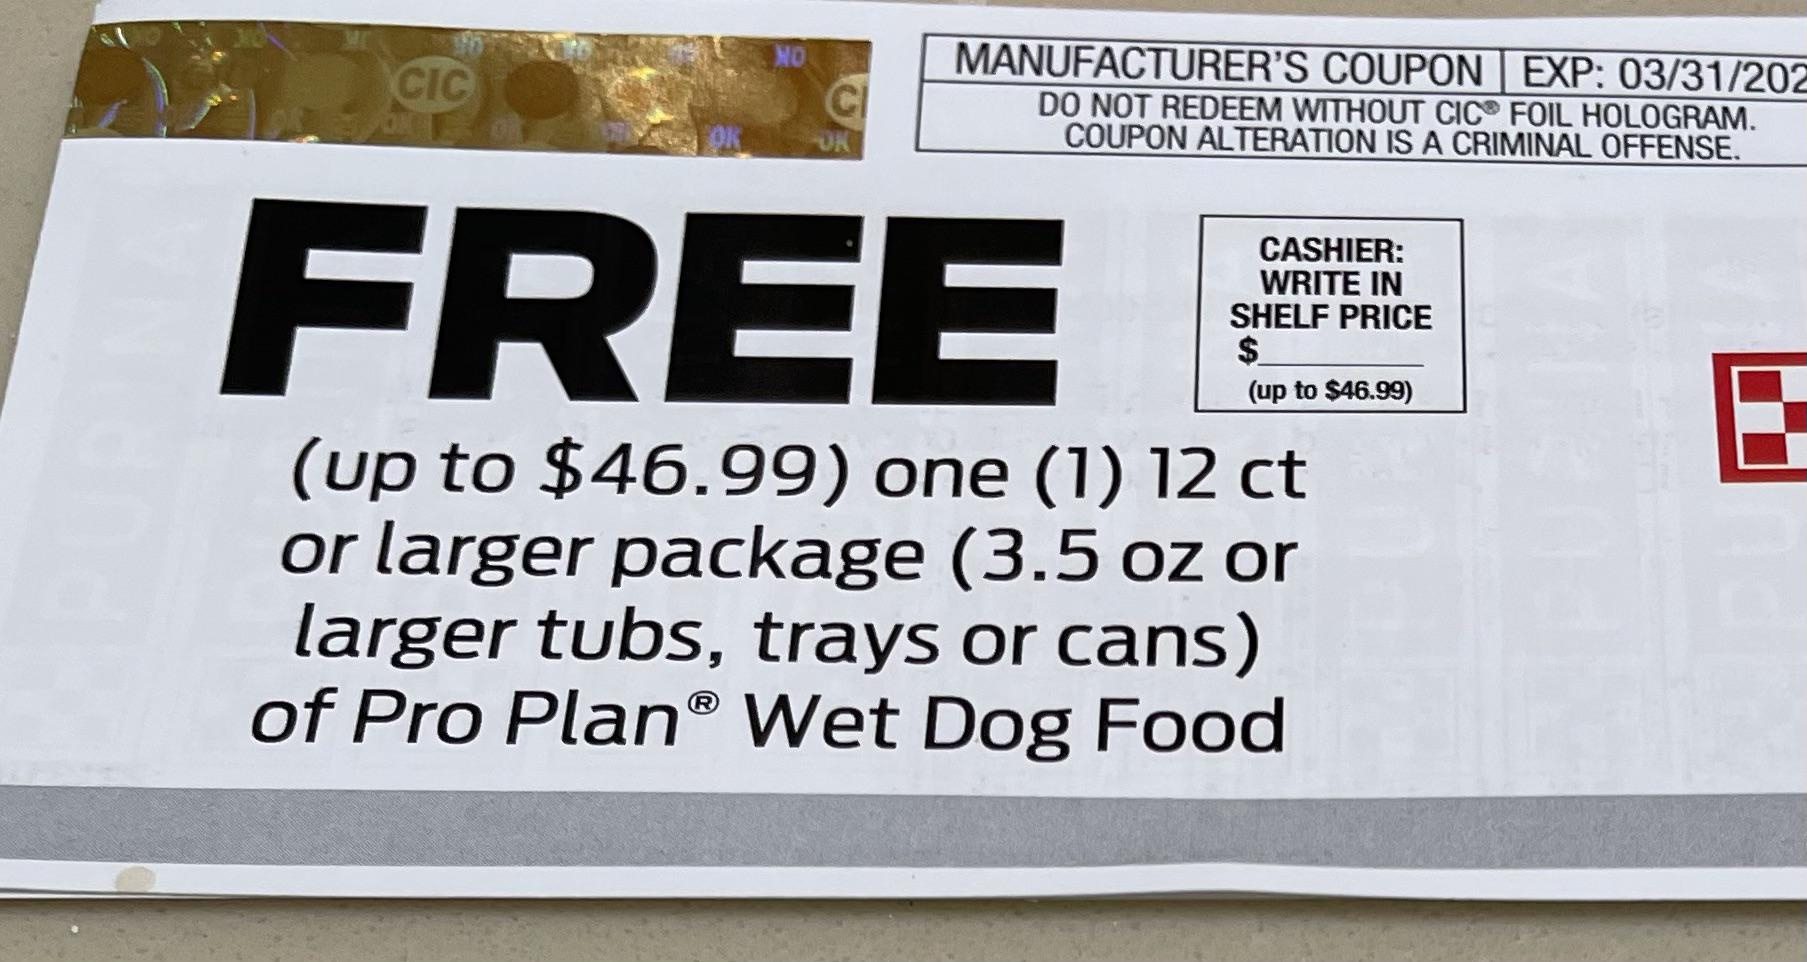 CIC
MANUFACTURER'S COUPON EXP: 03/31/202
DO NOT REDEEM WITHOUT CIC® FOIL HOLOGRAM.
COUPON ALTERATION IS A CRIMINAL OFFENSE.
FREE
CASHIER:
WRITE IN
SHELF PRICE
$
(up to $46.99)
(up to $46.99) one (1) 12 ct
or larger package (3.5 oz or
larger tubs, trays or cans)
of Pro Plan® Wet Dog Food